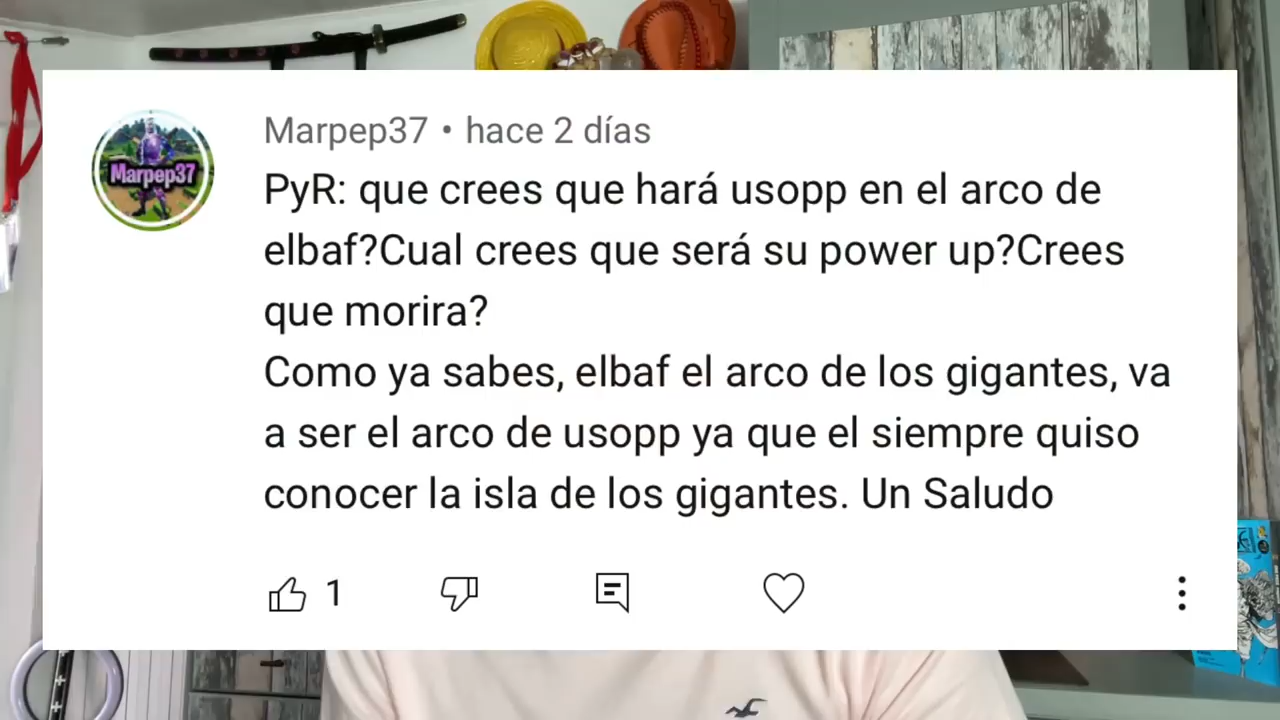 Marpep37 • hace 2 días
Marpep37
PyR: que crees que hará usopp en el arco de
elbaf?Cual crees que será su power up?Crees
que morira?
Como ya sabes, elbaf el arco de los gigantes, va
a ser el arco de usopp ya que el siempre quiso
conocer la isla de los gigantes. Un Saludo
1